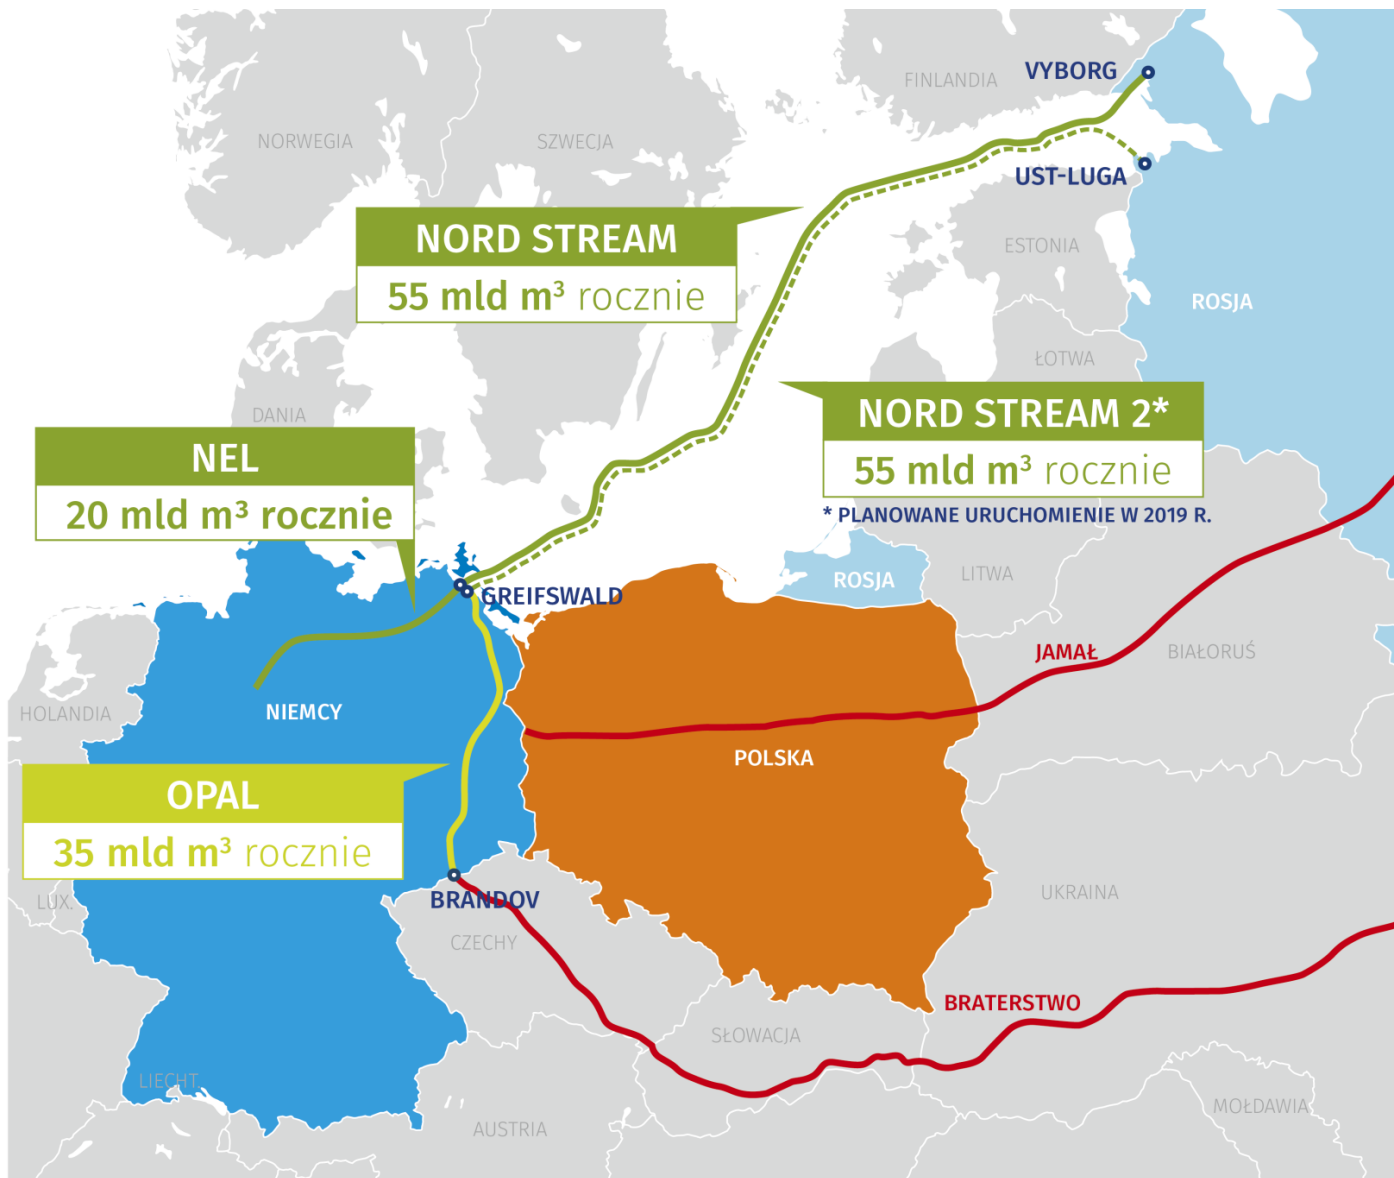 VYBORG
FINLANDIA
NORWEGIA
SZWECJA
UST-LUGA
NORD STREAM
55 mld m³ rocznie
ESTONIA
ROSJA
ŁOTWA
DANIA
NORD STREAM 2*
55 mld m³ rocznie
* PLANOWANE URUCHOMIENIE W 2019 R.
NEL
20 mld m³ rocznie
ROSJA
LITWA
GREIFSWALD
JAMAŁ
BIAŁORUŚ
HOLANDIA
NIEMCY
POLSKA
OPAL
35 mld m³ rocznie
LUX.
BRANDOV
UKRAINA
CZECHY
BRATERSTWO
SŁOWACJA
LIECHT.
AUSTRIA
MOŁDAWIA